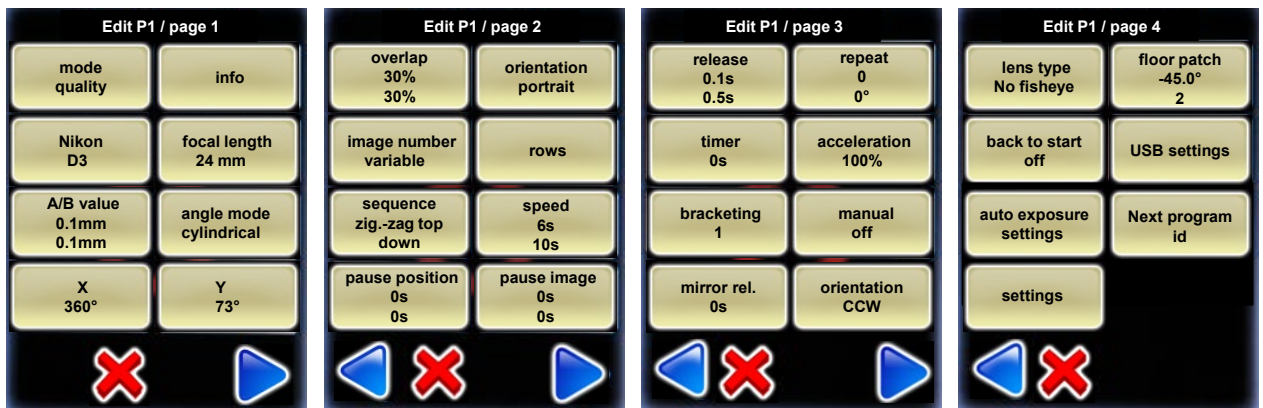 Edit P1 / page 1
mode
quality
info
Nikon
D3
focal length
24 mm
A/B value
0.1mm
0.1mm
angle mode
cylindrical
X
360°
Y
73°
Edit P1 / page 2
overlap
30%
30%
orientation
portrait
image number
variable
rows
sequence
zig.-zag top
down
speed
6s
10s
pause position
0s
0s
pause image
0s
0s
Edit P1 / page 3
release
0.1s
0.5s
repeat
0
0°
timer
0s
acceleration
100%
bracketing
1
manual
off
mirror rel.
0s
orientation
CCW
Edit P1 / page 4
lens type
No fisheye
floor patch
-45.0°
2
back to start
off
USB settings
auto exposure
settings
Next program
id
settings